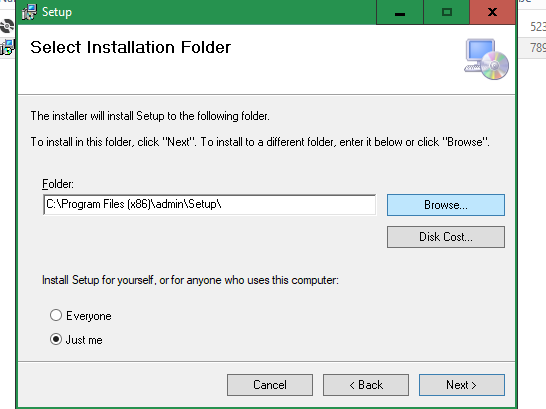 Setup
Select Installation Folder
The installer will install Setup to the following folder.
To install in this folder, click "Next". To install to a different folder, enter it below or click "Browse".
Folder:
C:\Program Files (x86)\admin\Setup\
Browse...
Disk Cost...
Install Setup for yourself, or for anyone who uses this computer:
Everyone
Just me
Cancel
< Back
Next >
523
789